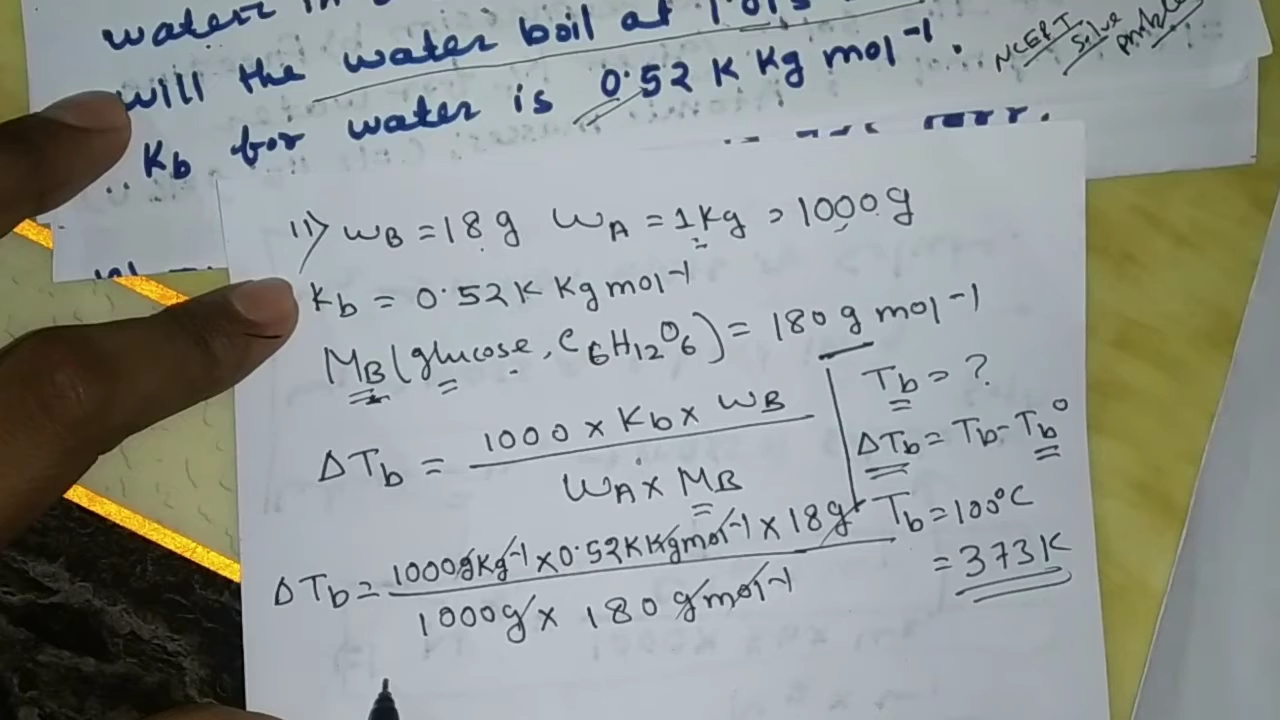 water in
will the water boil at 1.013
Kb for water is 0.52 K Kg mol⁻¹.
NCERT
Solve
problem
11) WB = 18 g WA = 1 Kg = 1000 g
Kb = 0.52 K Kg mol⁻¹
MB (glucose, C6H12O6) = 180 g mol⁻¹
ΔTb = 1000 × Kb × WB / WA × MB
Tb = ?
ΔTb = Tb - Tb°
ΔTb = 1000 g Kg⁻¹ × 0.52 K Kg mol⁻¹ × 18 g / 1000 g × 180 g mol⁻¹
Tb = 100°C
= 373 K